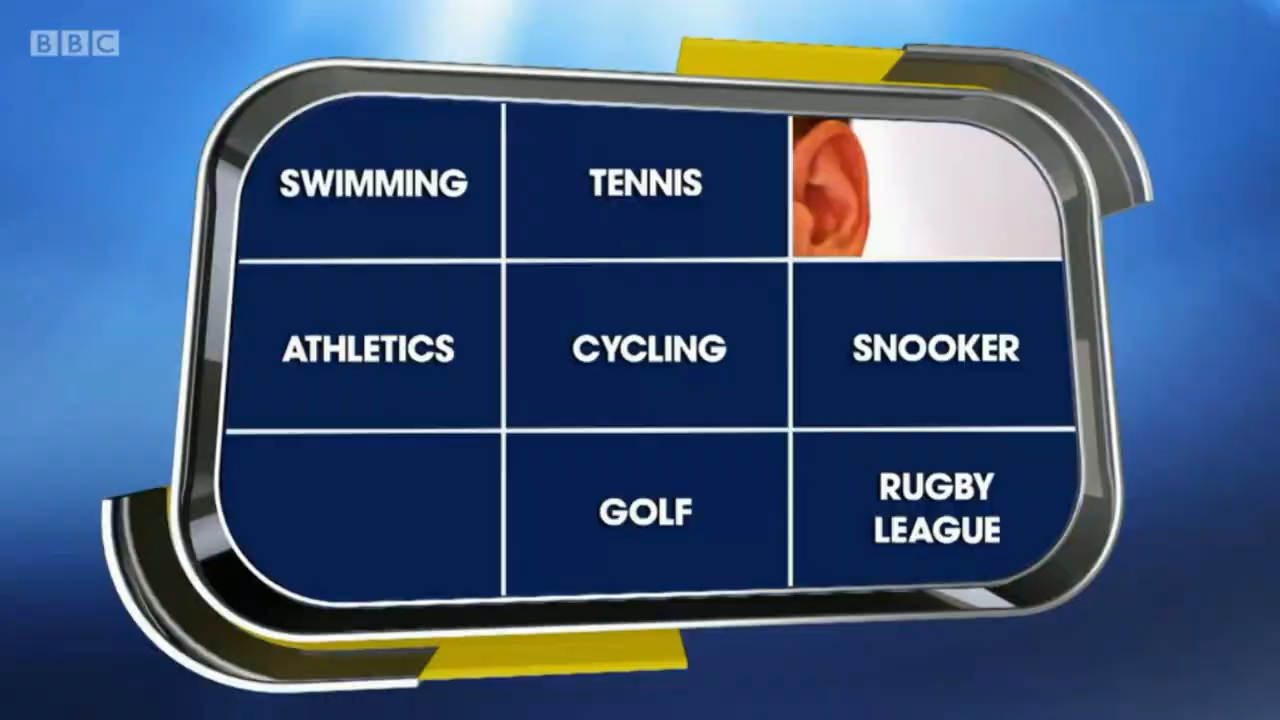 BBC
SWIMMING
TENNIS
ATHLETICS
CYCLING
SNOOKER
GOLF
RUGBY
LEAGUE